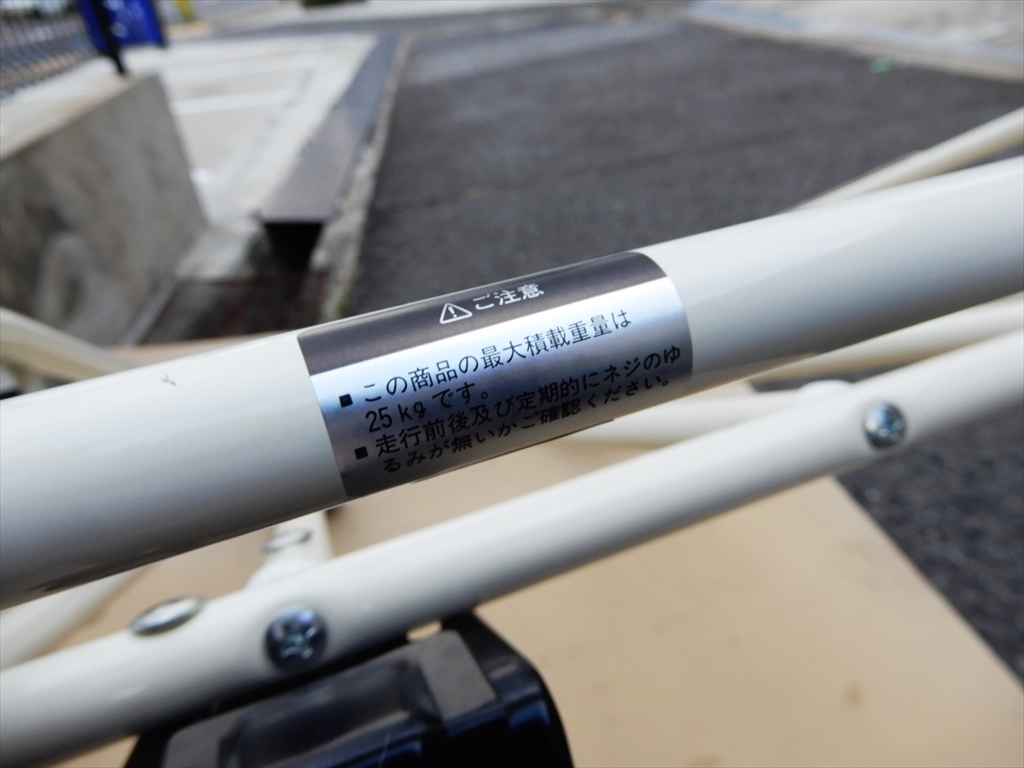 ⚠ご注意
■この商品の最大積載重量は
25kgです。
■走行前後及び定期的にネジのゆ
るみが無いかご確認ください。